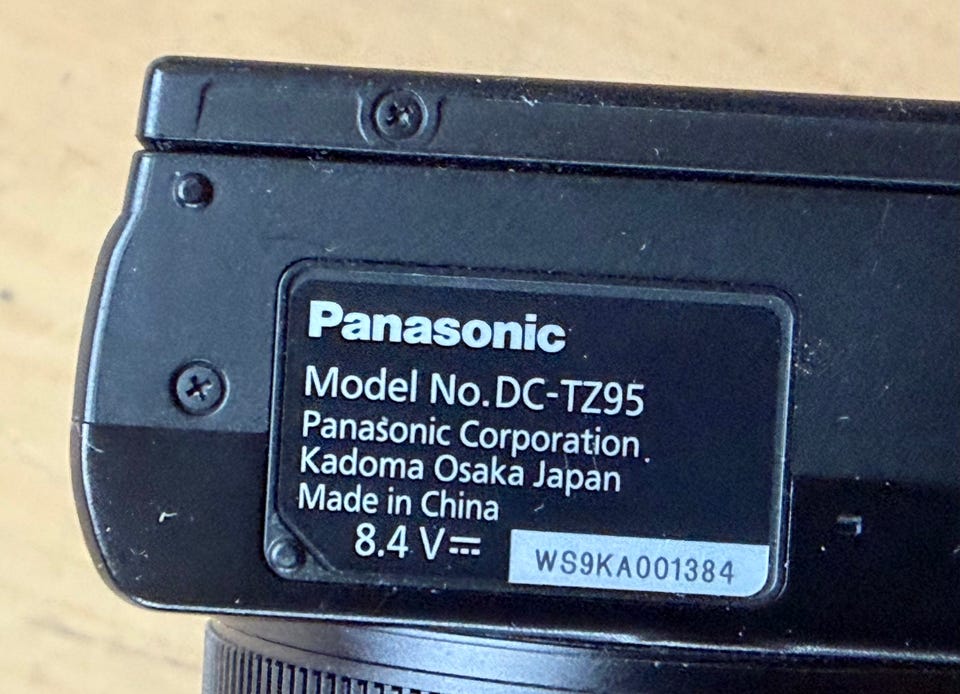 Panasonic
Model No.DC-TZ95
Panasonic Corporation
Kadoma Osaka Japan
Made in China
8.4 V⎓
WS9KA001384